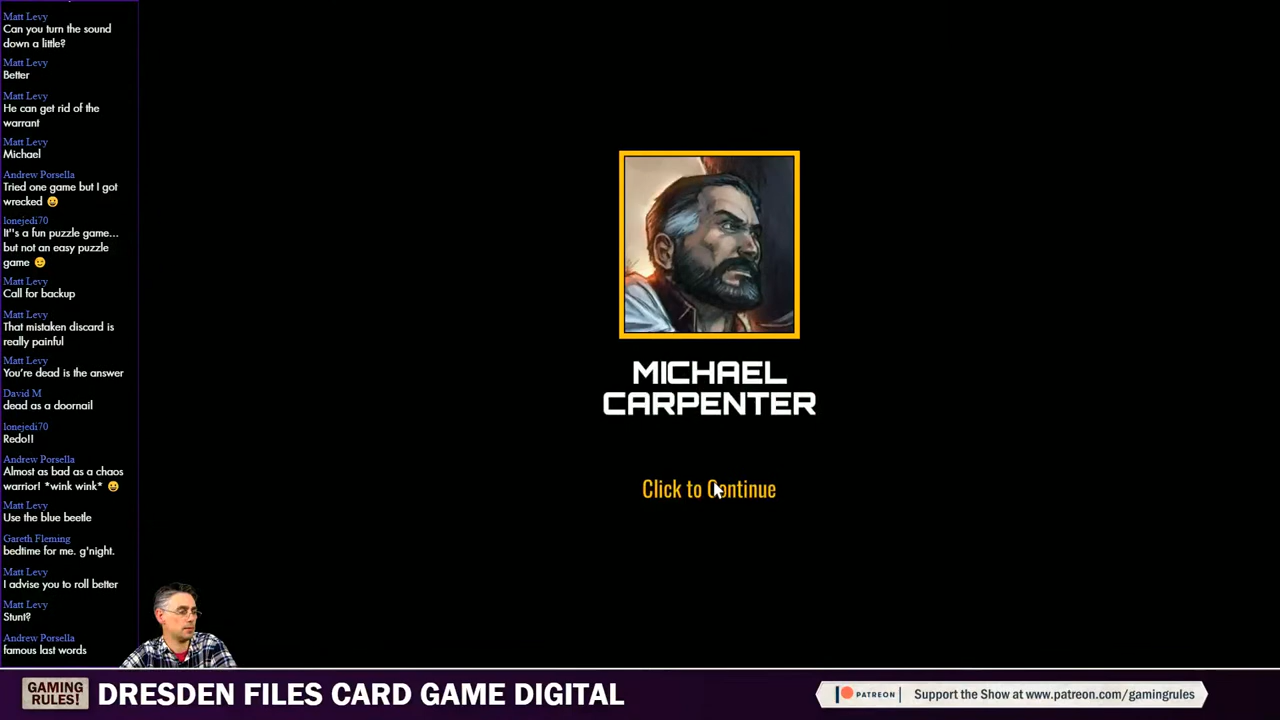 Matt Levy
Can you turn the sound
down a little?
Matt Levy
Better
Matt Levy
He can get rid of the
warrant
Matt Levy
Michael
Andrew Porsella
Tried one game but I got
wrecked 😀
lonejedi70
It''s a fun puzzle game...
but not an easy puzzle
game 😉
Matt Levy
Call for backup
Matt Levy
That mistaken discard is
really painful
Matt Levy
You're dead is the answer
David M
dead as a doornail
lonejedi70
Redo!!
Andrew Porsella
Almost as bad as a chaos
warrior! *wink wink* 😀
Matt Levy
Use the blue beetle
Gareth Fleming
bedtime for me. g'night.
Matt Levy
I advise you to roll better
Matt Levy
Stunt?
Andrew Porsella
famous last words
MICHAEL
CARPENTER
Click to Continue
GAMING
RULES!
DRESDEN FILES CARD GAME DIGITAL
PATREON
Support the Show at www.patreon.com/gamingrules